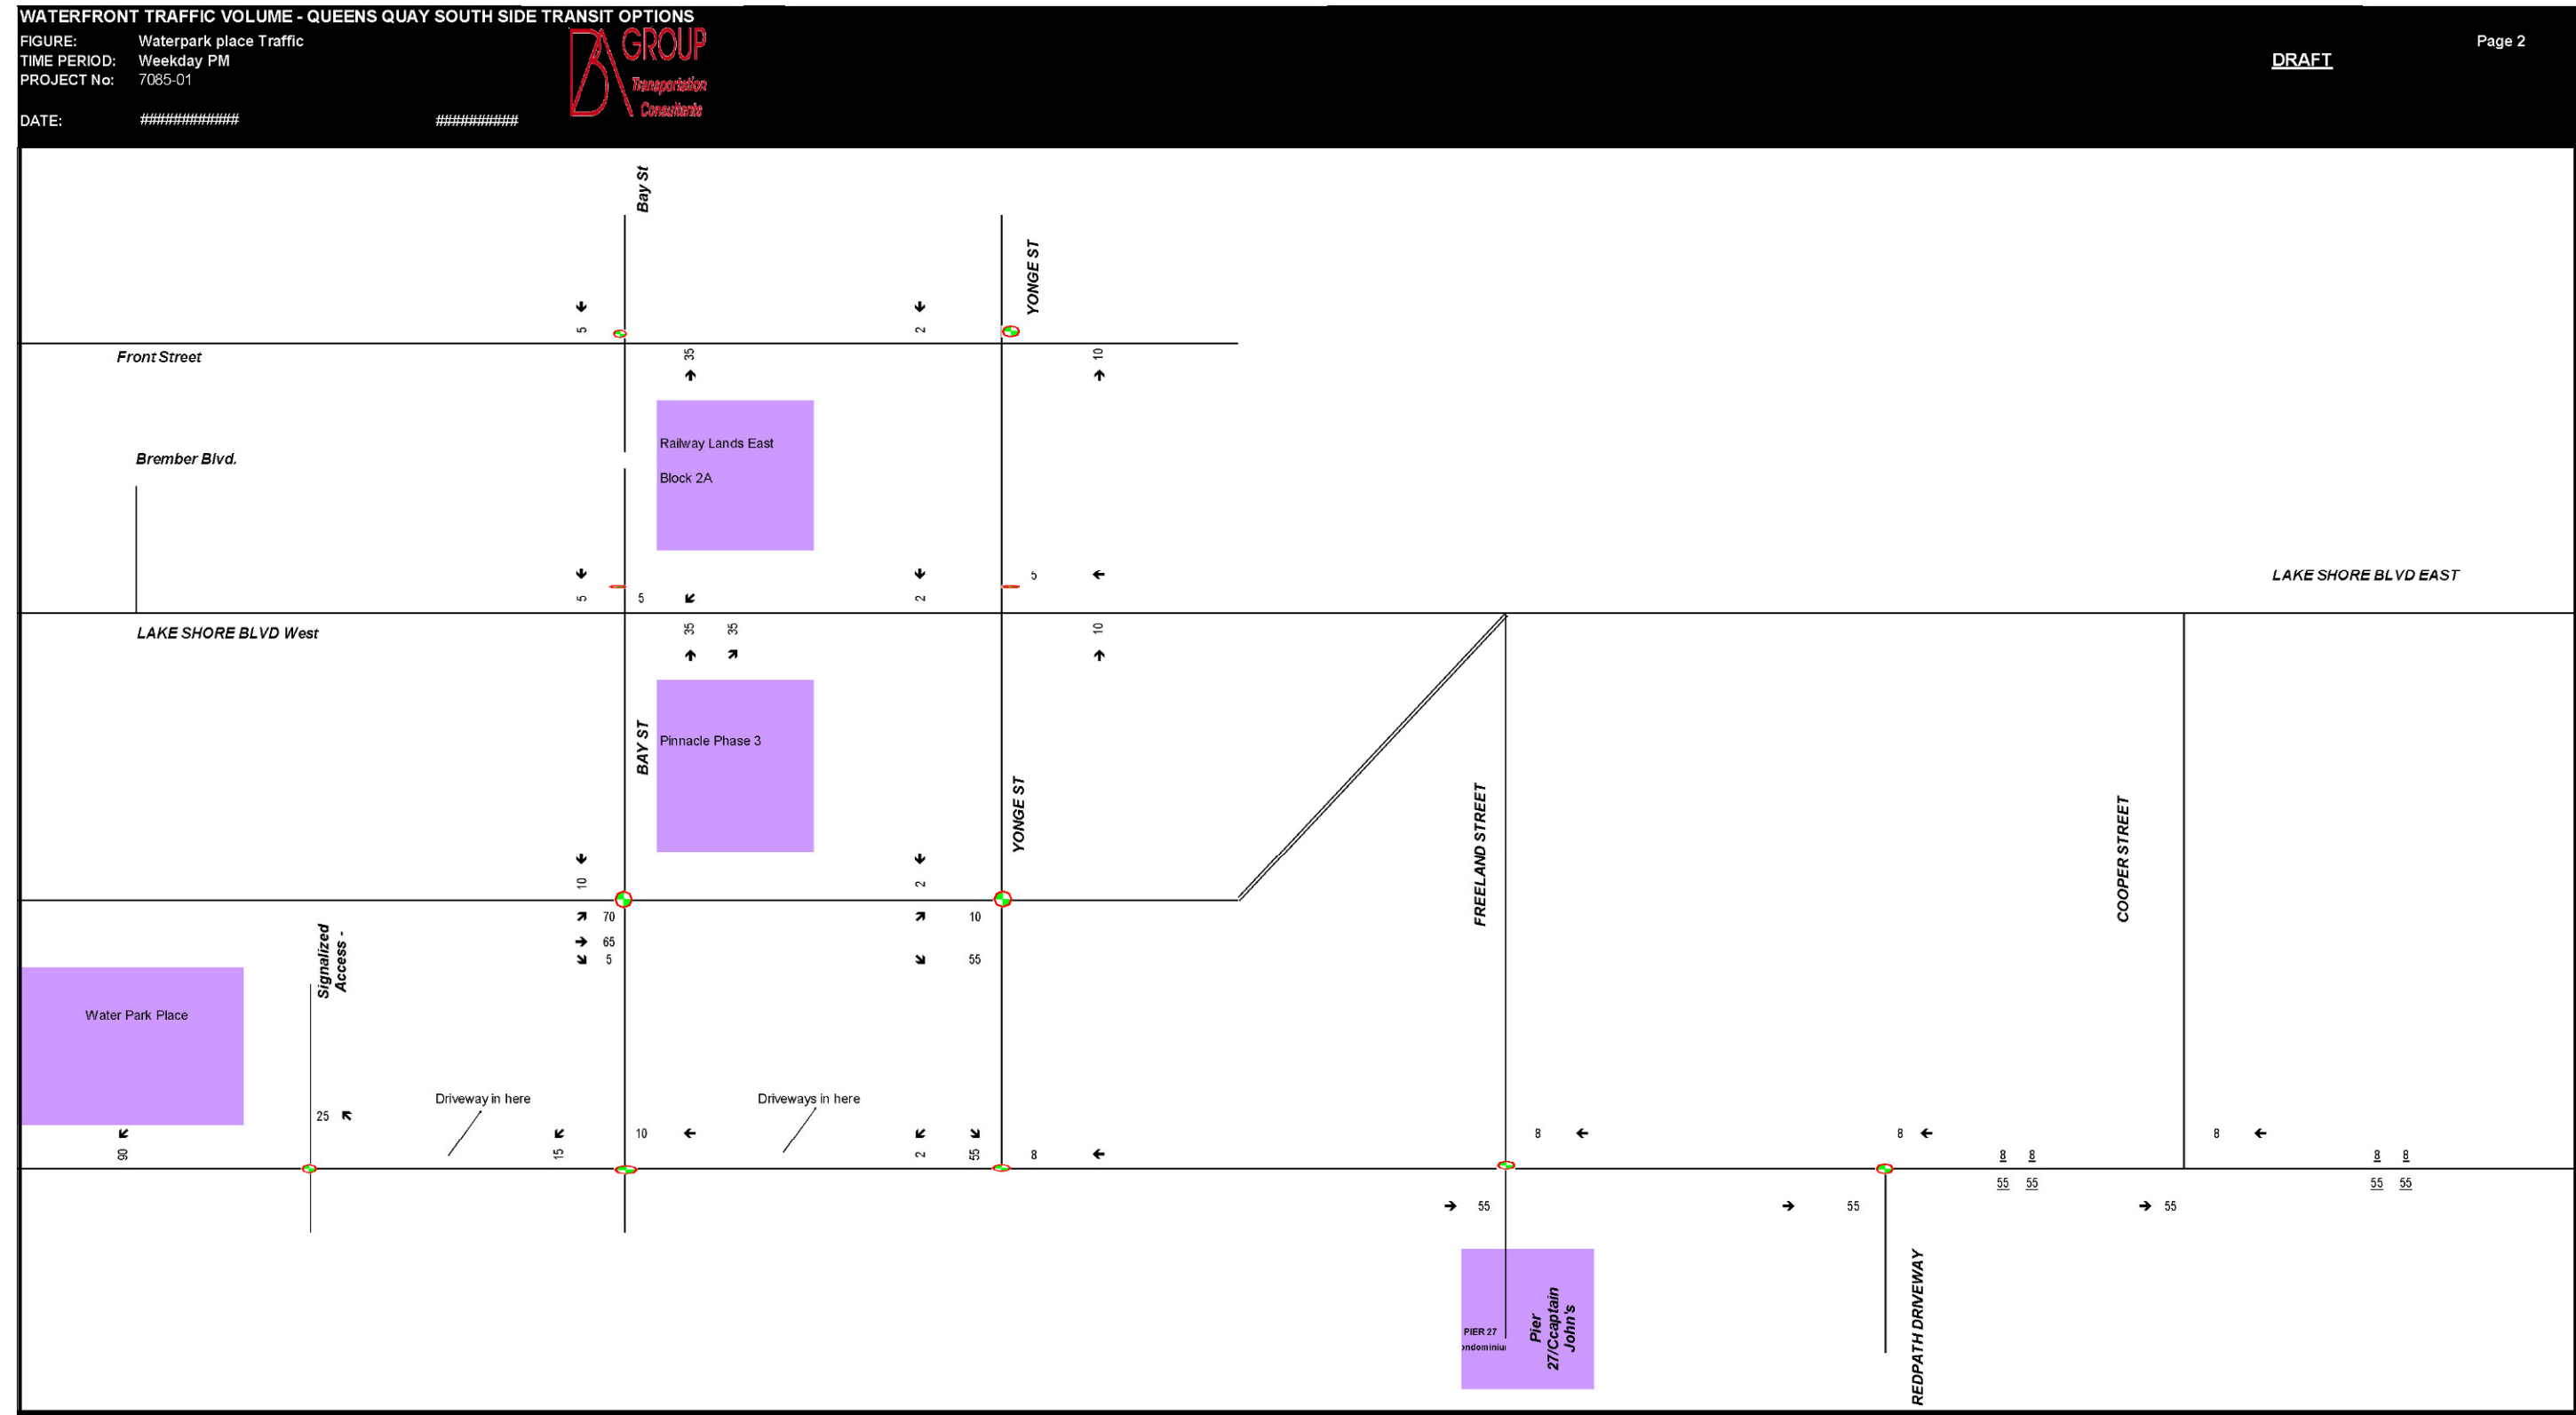 WATERFRONT TRAFFIC VOLUME - QUEENS QUAY SOUTH SIDE TRANSIT OPTIONS
FIGURE: Waterpark place Traffic
TIME PERIOD: Weekday PM
PROJECT No: 7085-01
DATE: ############ ##########
BA GROUP
Transportation
Consultants
DRAFT
Page 2
Bay St
YONGE ST
5
2
Front Street
35
10
Railway Lands East
Block 2A
Brember Blvd.
5
LAKE SHORE BLVD EAST
5
5
2
LAKE SHORE BLVD West
35
35
10
BAY ST
Pinnacle Phase 3
YONGE ST
FREELAND STREET
COOPER STREET
10
2
70
10
65
5
55
Signalized
Access -
Water Park Place
Driveway in here
Driveways in here
25
10
8
8
8
90
15
2
55
8
8
8
8
8
55
55
55
55
55
55
55
PIER 27
ondominiu
Pier
27/Ccaptain
John's
REDPATH DRIVEWAY